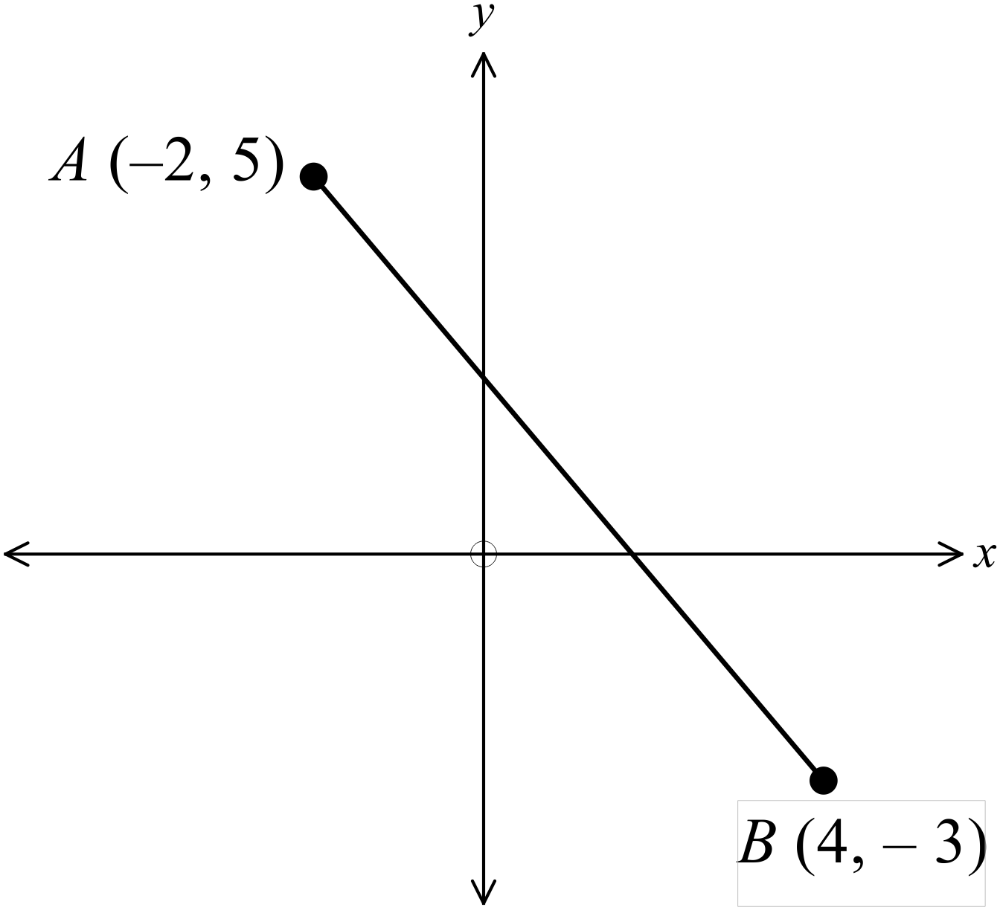 y
A (–2, 5)
x
B (4, – 3)